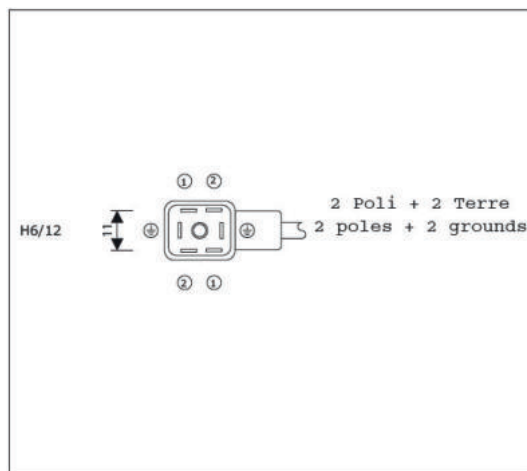 ① ②
2 Poli + 2 Terre
H6/12
11
2 poles + 2 grounds
② ①